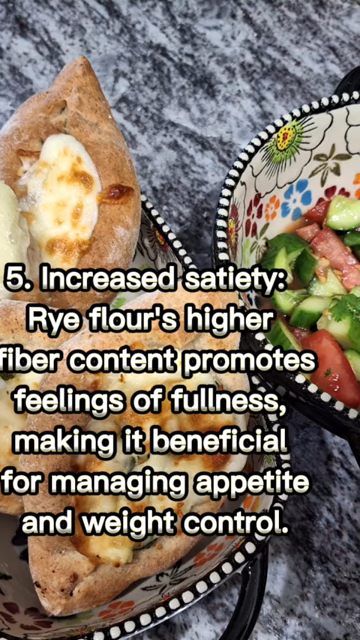 5. Increased satiety:
Rye flour's higher
fiber content promotes
feelings of fullness,
making it beneficial
for managing appetite
and weight control.